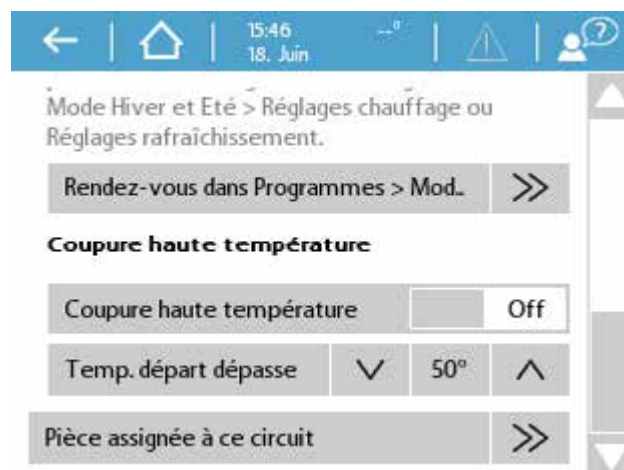 15:46
--°
18. Juin
?
Mode Hiver et Eté > Réglages chauffage ou
Réglages rafraîchissement.
Rendez-vous dans Programmes > Mod..
Coupure haute température
Coupure haute température Off
Temp. départ dépasse 50°
Pièce assignée à ce circuit